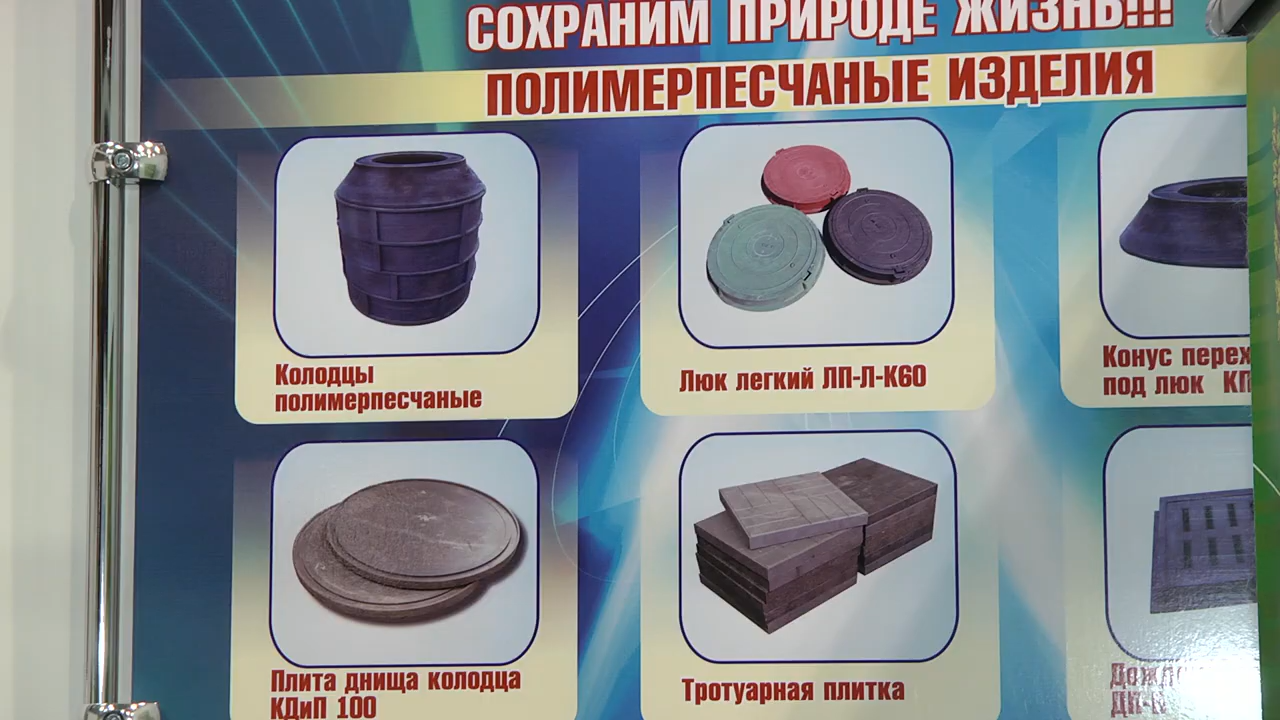 СОХРАНИМ ПРИРОДЕ ЖИЗНЬ!!!
ПОЛИМЕРПЕСЧАНЫЕ ИЗДЕЛИЯ
Колодцы
полимерпесчаные
Люк легкий ЛП-Л-К60
Конус
под люк
Плита днища колодца
КДиП 100
Тротуарная плитка